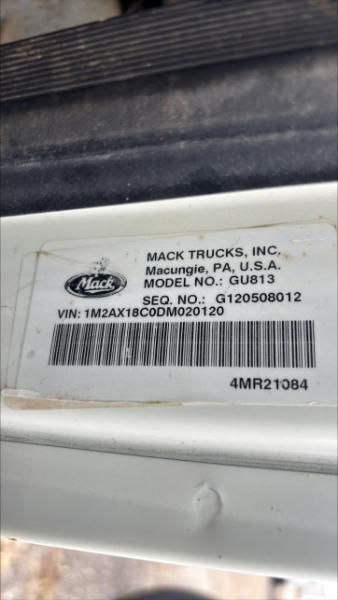 Mack
MACK TRUCKS, INC.
Macungie, PA, U.S.A.
MODEL NO.: GU813
SEQ. NO.: G120508012
VIN: 1M2AX18C0DM020120
4MR21084